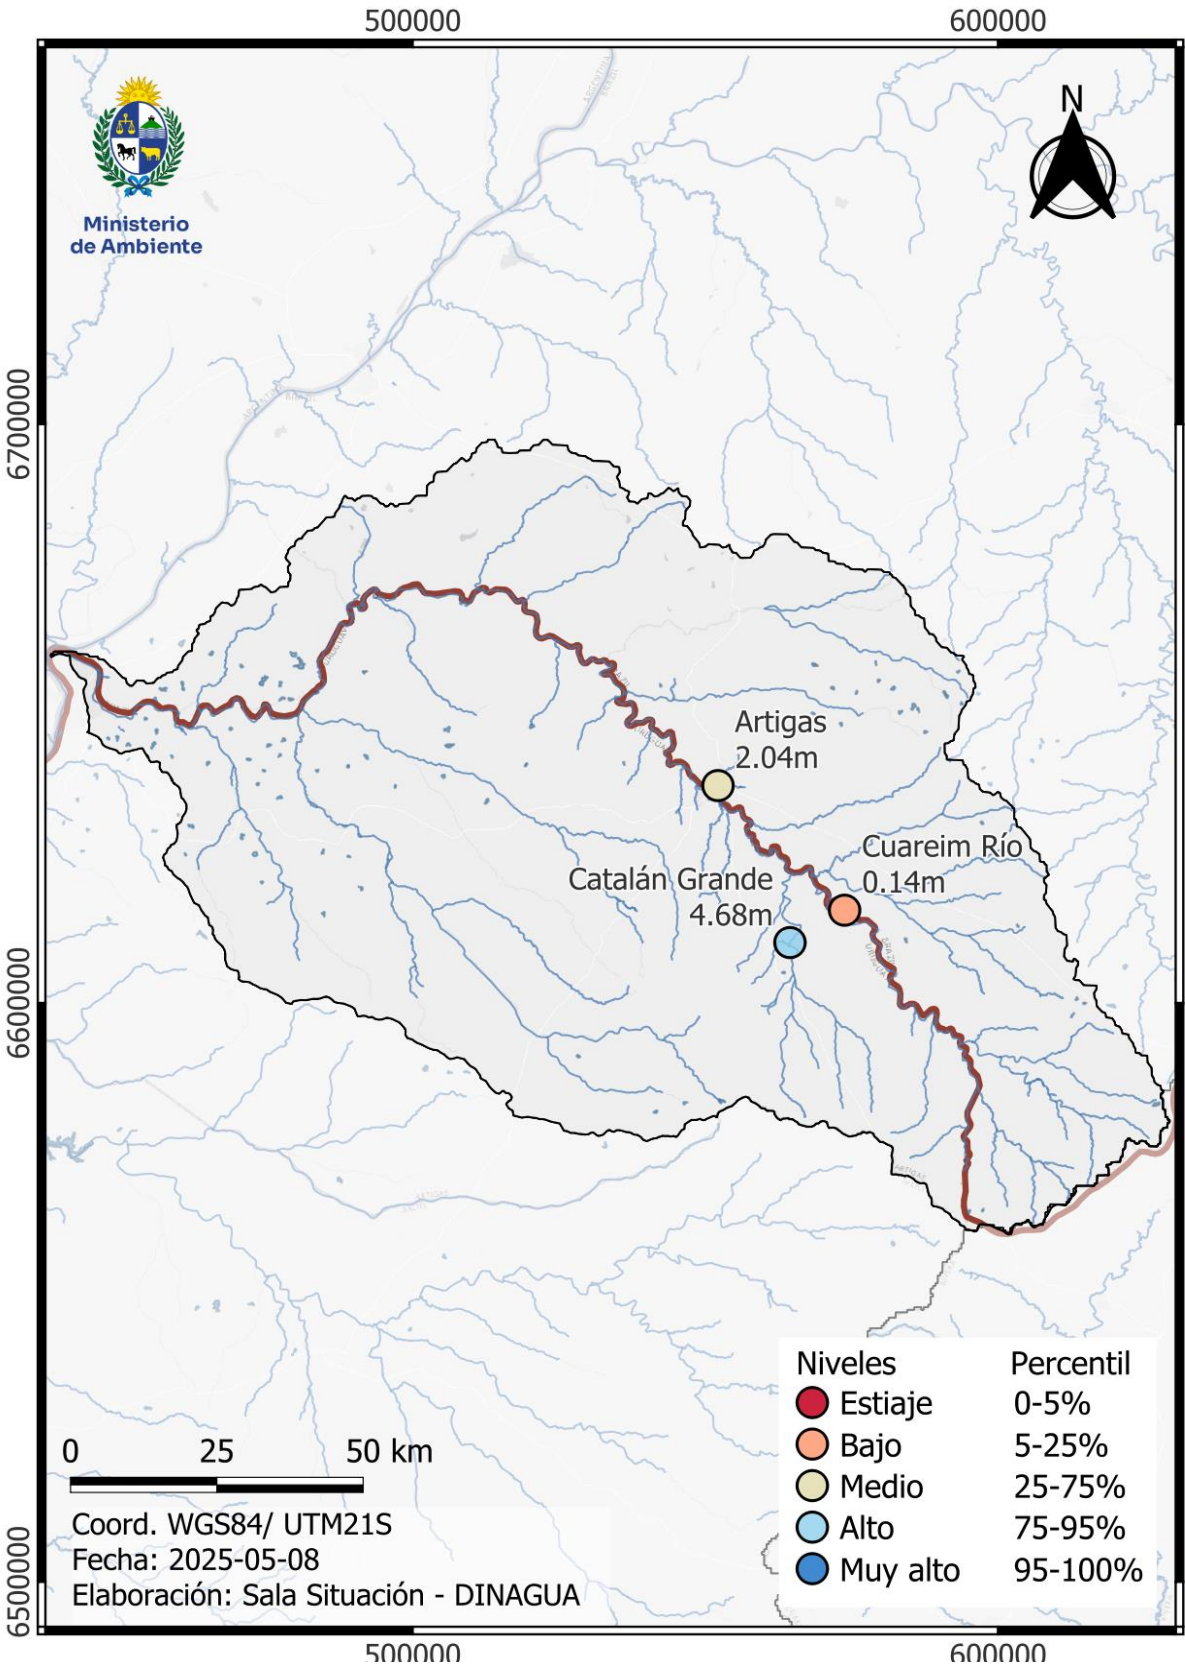 500000
600000
N
Ministerio
de Ambiente
6700000
Artigas
2.04m
Cuareim Río
0.14m
Catalán Grande
4.68m
6600000
Niveles Percentil
Estiaje 0-5%
Bajo 5-25%
Medio 25-75%
Alto 75-95%
Muy alto 95-100%
0 25 50 km
Coord. WGS84/ UTM21S
Fecha: 2025-05-08
Elaboración: Sala Situación - DINAGUA
6500000
500000
600000